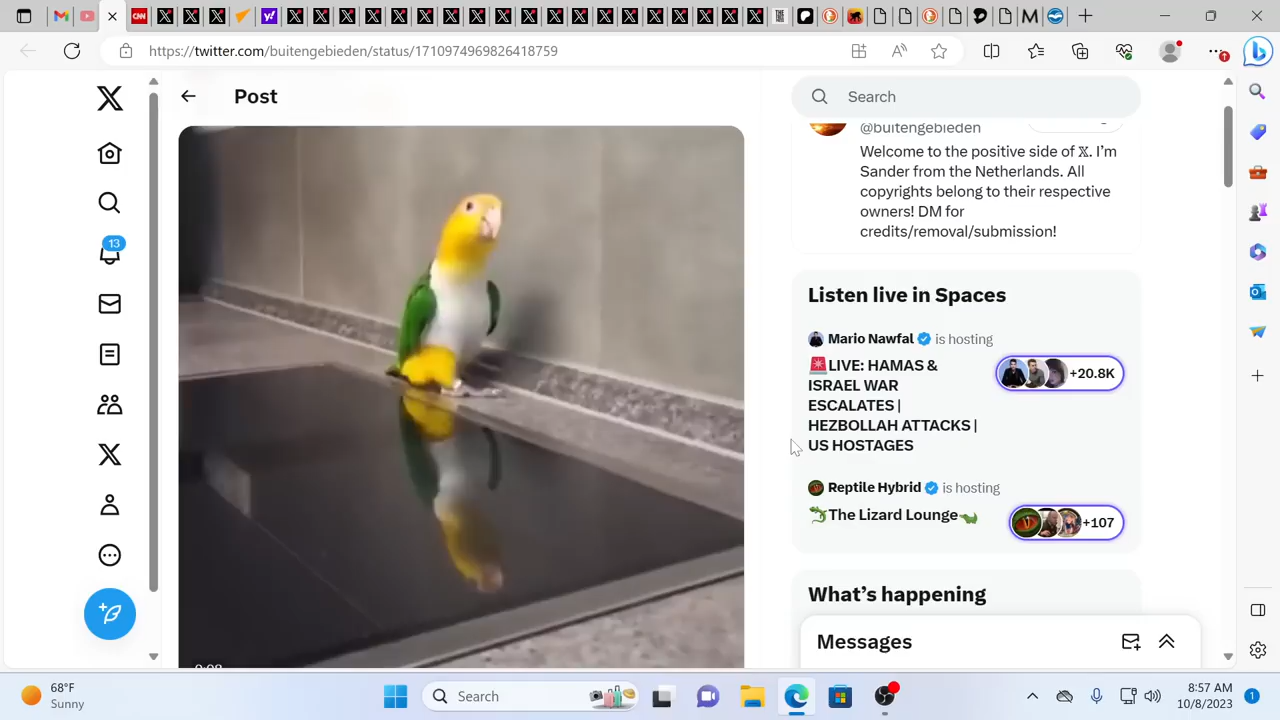 https://twitter.com/buitengebieden/status/1710974969826418759
Post
Search
13
@buitengebieden
Welcome to the positive side of 𝕏. I'm
Sander from the Netherlands. All
copyrights belong to their respective
owners! DM for
credits/removal/submission!
Listen live in Spaces
Mario Nawfal is hosting
🚨LIVE: HAMAS &
ISRAEL WAR
ESCALATES |
HEZBOLLAH ATTACKS |
US HOSTAGES
+20.8K
Reptile Hybrid is hosting
🐉The Lizard Lounge🐊
+107
What's happening
Messages
68°F
Sunny
Search
8:57 AM
10/8/2023
1